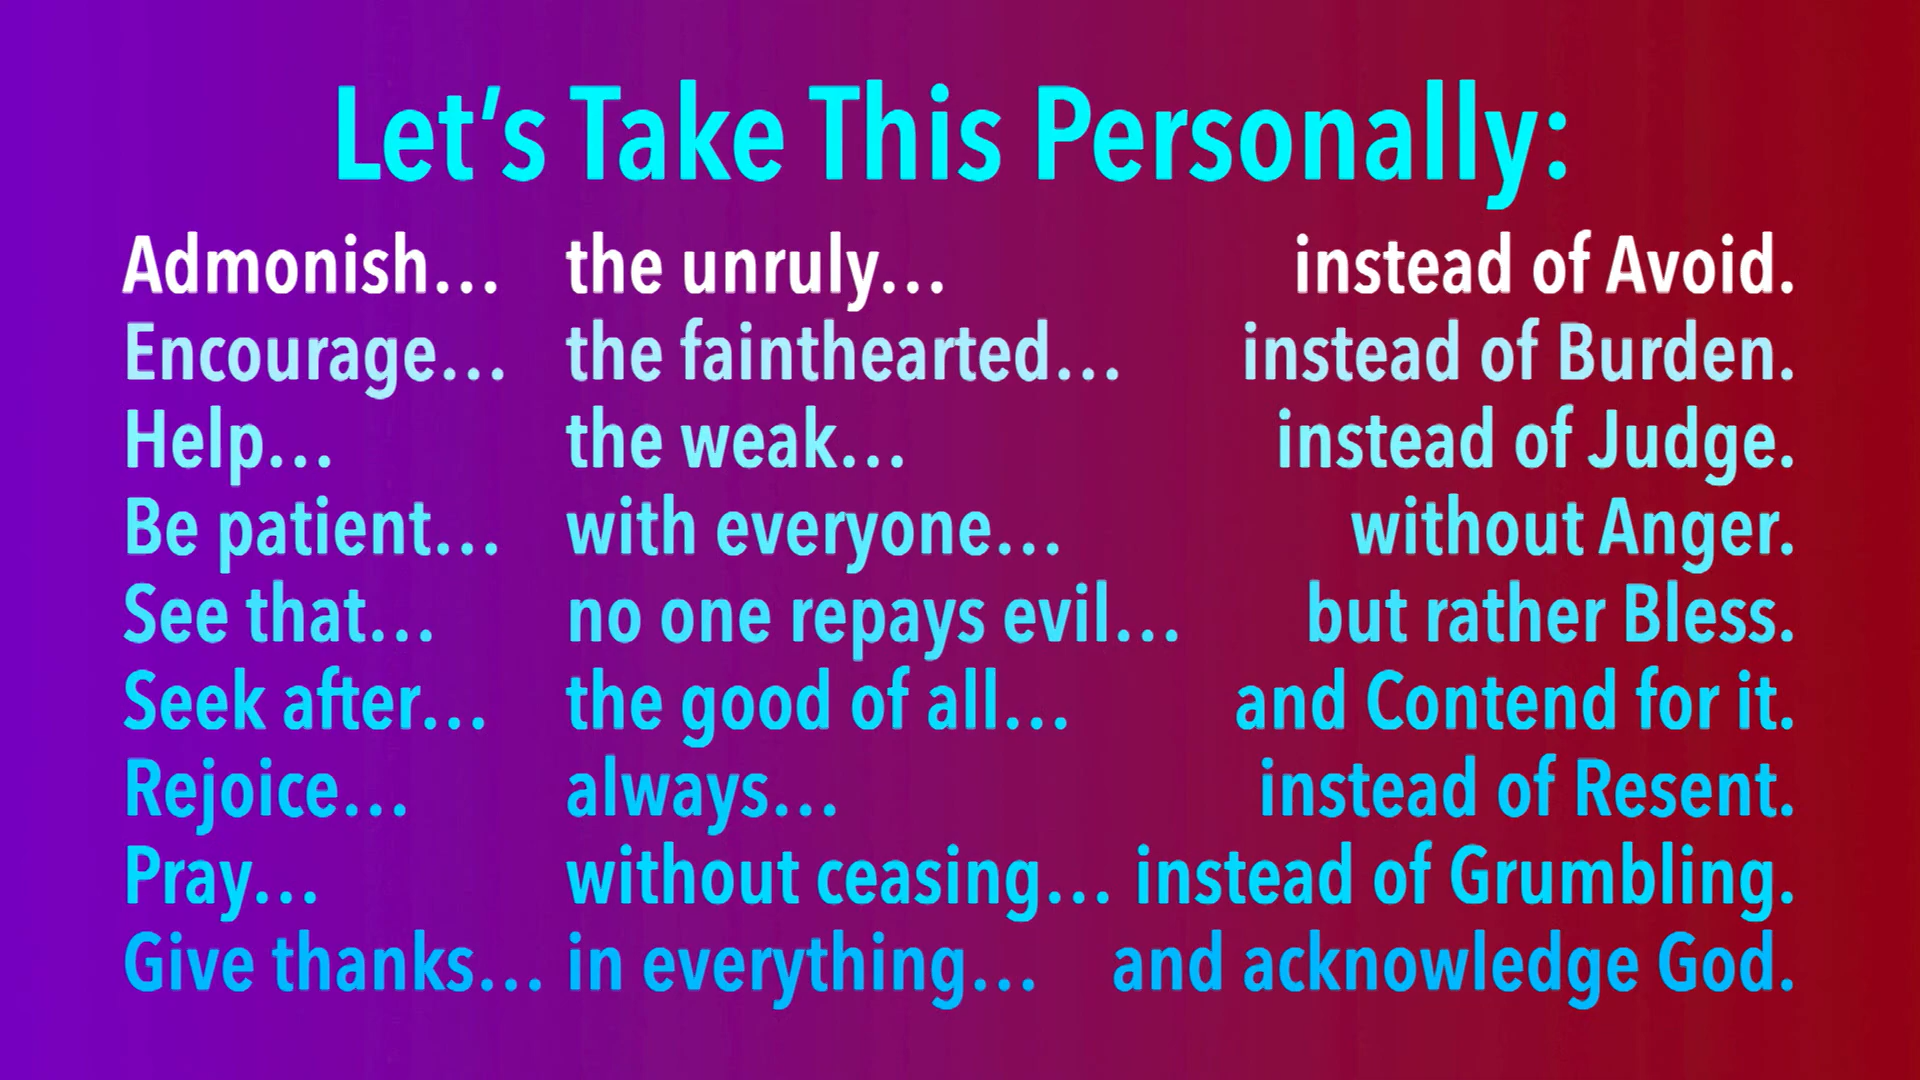 Let’s Take This Personally:
Admonish… the unruly… instead of Avoid.
Encourage… the fainthearted… instead of Burden.
Help… the weak… instead of Judge.
Be patient… with everyone… without Anger.
See that… no one repays evil… but rather Bless.
Seek after… the good of all… and Contend for it.
Rejoice… always… instead of Resent.
Pray… without ceasing… instead of Grumbling.
Give thanks… in everything… and acknowledge God.